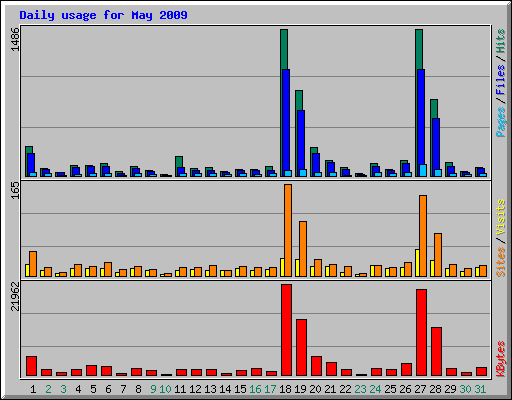 Daily usage for May 2009
1486
Pages / Files / Hits
165
Sites / Visits
21962
KBytes
1 2 3 4 5 6 7 8 9 10 11 12 13 14 15 16 17 18 19 20 21 22 23 24 25 26 27 28 29 30 31